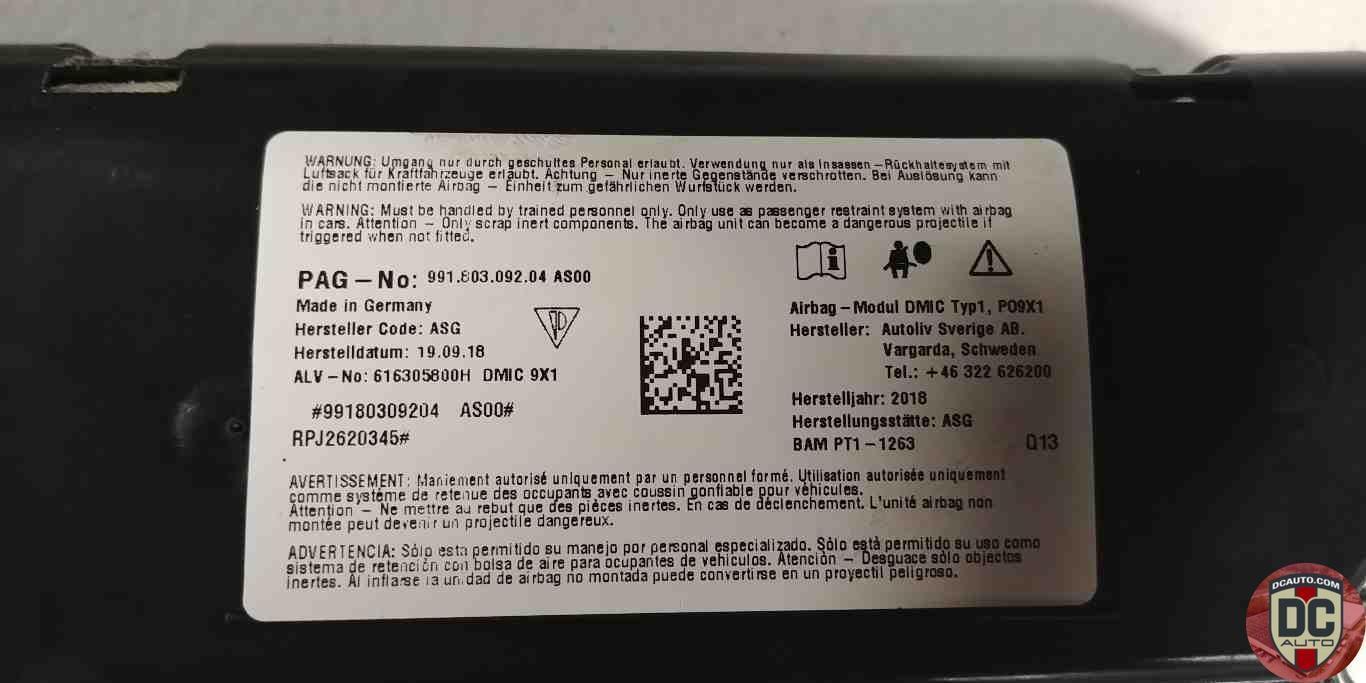 WARNUNG: Umgang nur durch geschultes Personal erlaubt. Verwendung nur als Insassen-Rückhaltesystem mit
Luftsack für Kraftfahrzeuge erlaubt. Achtung - Nur inerte Gegenstände verschrotten. Bei Auslösung kann
die nicht montierte Airbag - Einheit zum gefährlichen Wurfstück werden.
WARNING: Must be handled by trained personnel only. Only use as passenger restraint system with airbag
in cars. Attention - Only scrap inert components. The airbag unit can become a dangerous projectile if
triggered when not fitted.
PAG-No: 991.803.092.04 AS00
Made in Germany
Hersteller Code: ASG
Herstelldatum: 19.09.18
ALV-No: 616305800H DMIC 9X1
#99180309204 AS00#
RPJ2620345#
Airbag-Modul DMIC Typ1, PO9X1
Hersteller: Autoliv Sverige AB.
Vargarda, Schweden
Tel.: +46 322 626200
Herstelljahr: 2018
Herstellungsstätte: ASG
BAM PT1-1263 Q13
AVERTISSEMENT: Maniement autorisé uniquement par un personnel formé. Utilisation autorisée uniquement
comme système de retenue des occupants avec coussin gonflable pour véhicules.
Attention - Ne mettre au rebut que des pièces inertes. En cas de déclenchement. L'unité airbag non
montée peut devenir un projectile dangereux.
ADVERTENCIA: Sólo esta permitido su manejo por personal especializado. Sólo està permitido su uso como
sistema de retención con bolsa de aire para ocupantes de vehículos. Atención - Desguace sólo objectos
inertes. Al inflarse la unidad de airbag no montada puede convertirse en un proyectil peligroso.
DCAUTO.COM
DC
AUTO